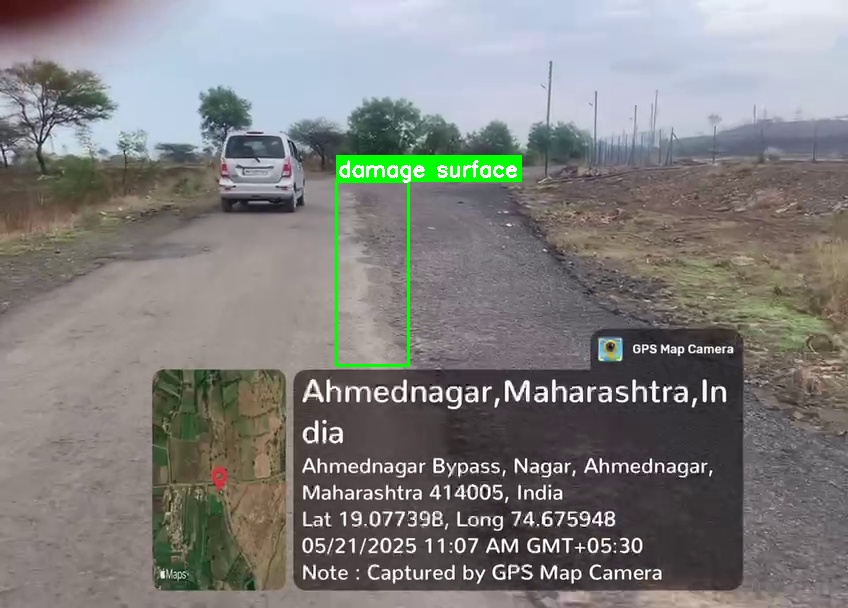 damage surface
GPS Map Camera
Ahmednagar,Maharashtra,In
dia
Ahmednagar Bypass, Nagar, Ahmednagar,
Maharashtra 414005, India
Lat 19.077398, Long 74.675948
05/21/2025 11:07 AM GMT+05:30
Note : Captured by GPS Map Camera
Maps